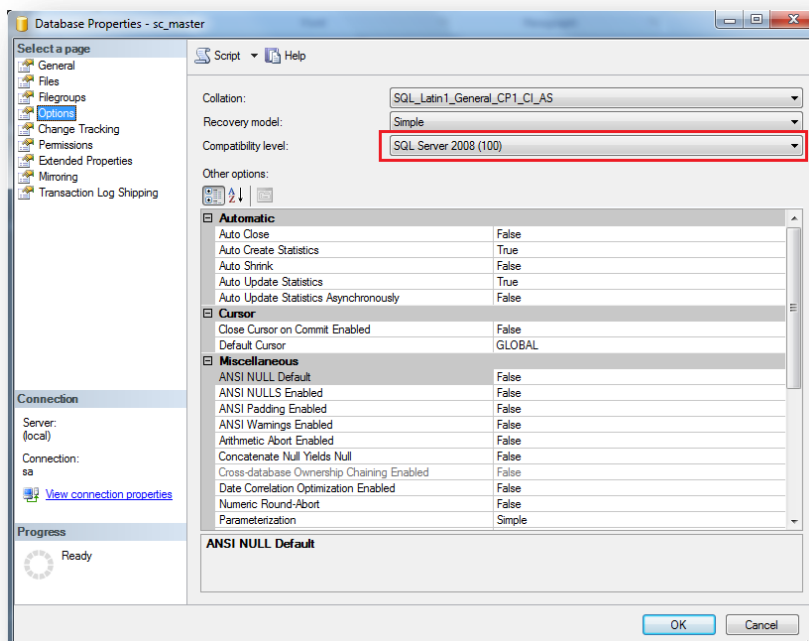 Database Properties - sc_master
Select a page
General
Files
Filegroups
Options
Change Tracking
Permissions
Extended Properties
Mirroring
Transaction Log Shipping
Connection
Server:
(local)
Connection:
sa
View connection properties
Progress
Ready
Script Help
Collation: SQL_Latin1_General_CP1_CI_AS
Recovery model: Simple
Compatibility level: SQL Server 2008 (100)
Other options:
Automatic
Auto Close False
Auto Create Statistics True
Auto Shrink False
Auto Update Statistics True
Auto Update Statistics Asynchronously False
Cursor
Close Cursor on Commit Enabled False
Default Cursor GLOBAL
Miscellaneous
ANSI NULL Default False
ANSI NULLS Enabled False
ANSI Padding Enabled False
ANSI Warnings Enabled False
Arithmetic Abort Enabled False
Concatenate Null Yields Null False
Cross-database Ownership Chaining Enabled False
Date Correlation Optimization Enabled False
Numeric Round-Abort False
Parameterization Simple
ANSI NULL Default
OK Cancel